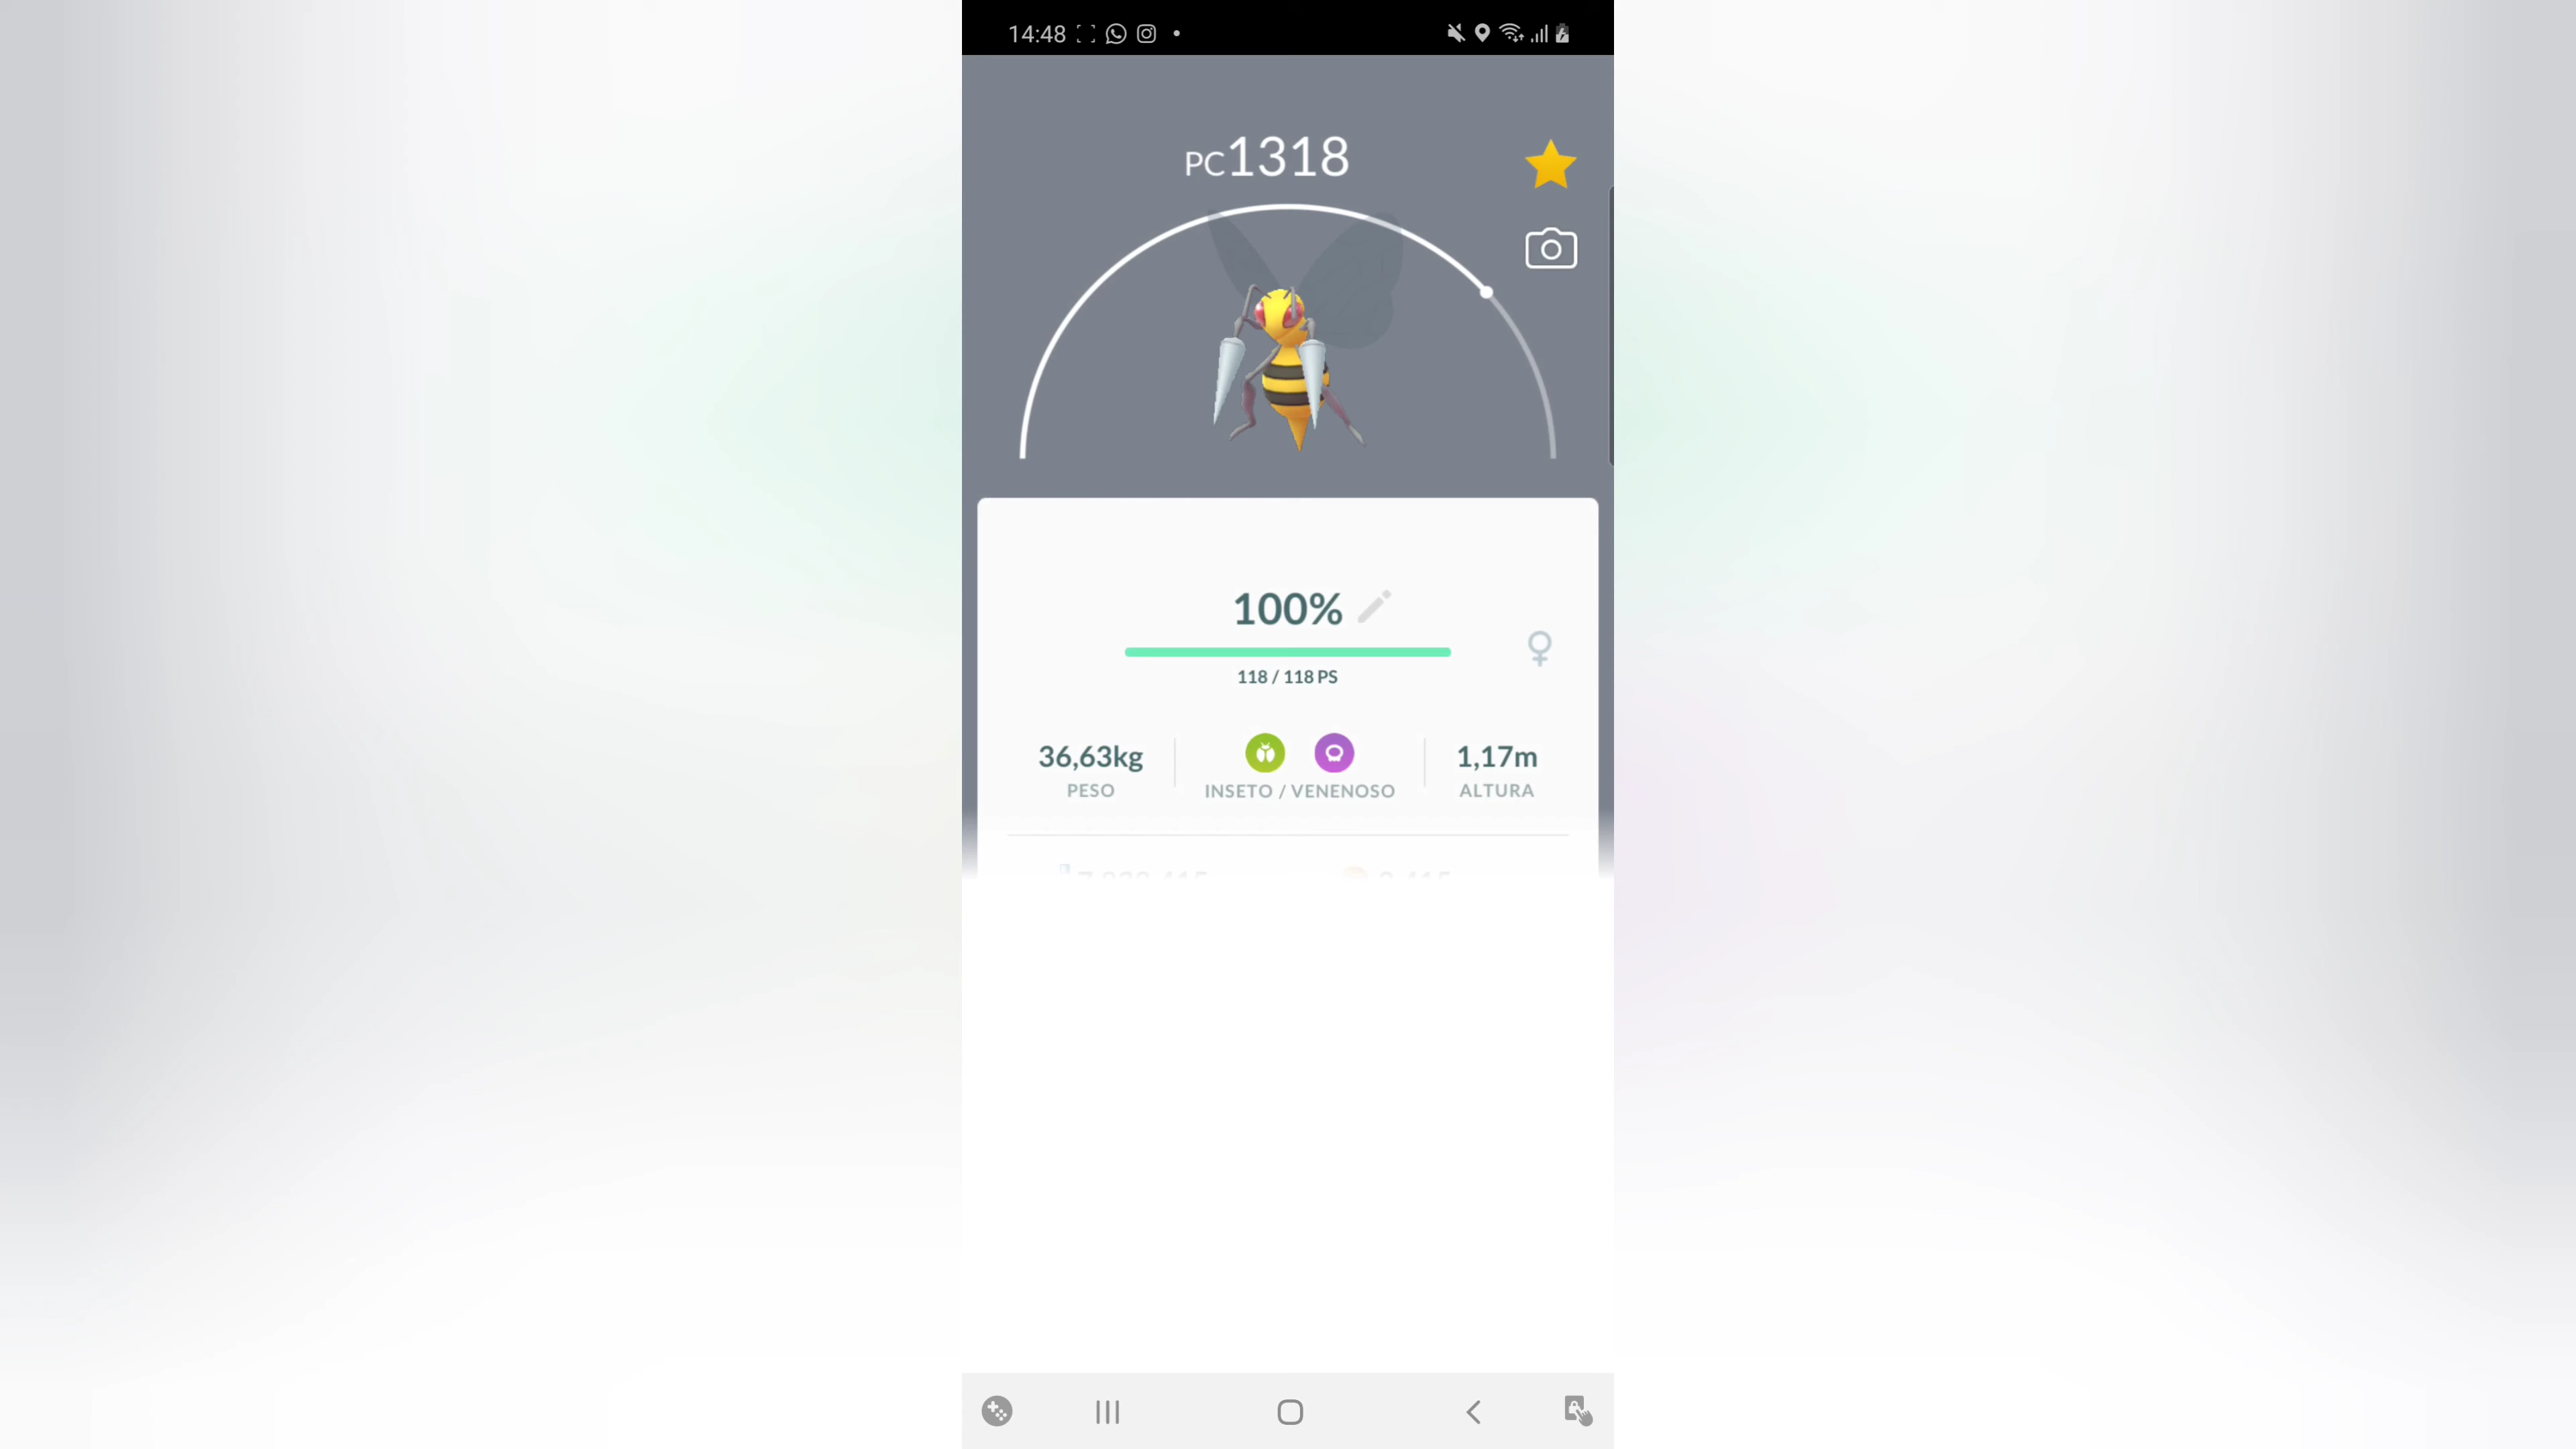 14:48
PC1318
100%
118 / 118 PS
36,63kg
PESO
INSETO / VENENOSO
1,17m
ALTURA